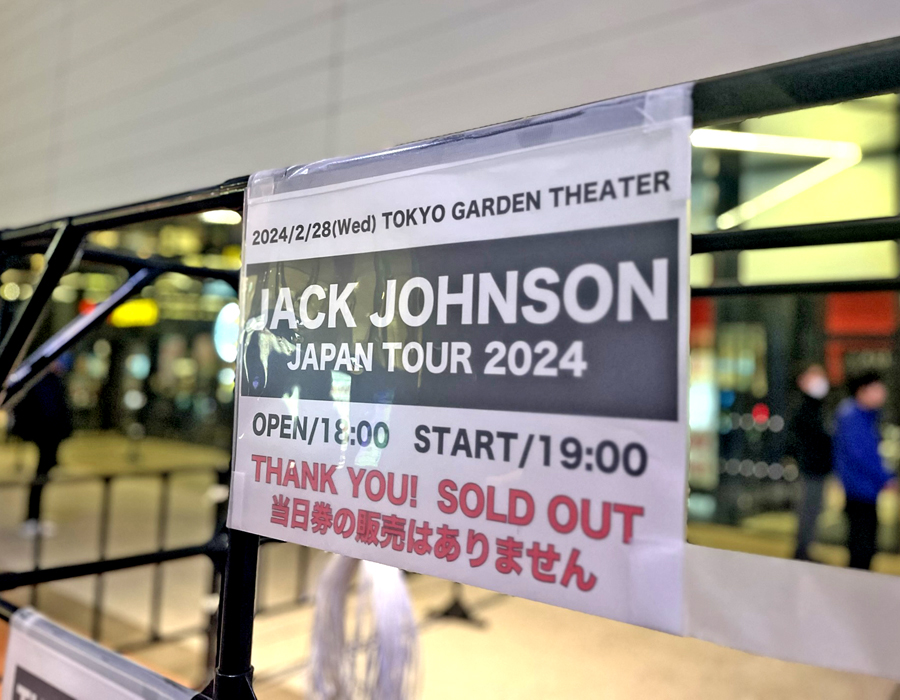 2024/2/28(Wed) TOKYO GARDEN THEATER
JACK JOHNSON
JAPAN TOUR 2024
OPEN/18:00 START/19:00
THANK YOU! SOLD OUT
当日券の販売はありません